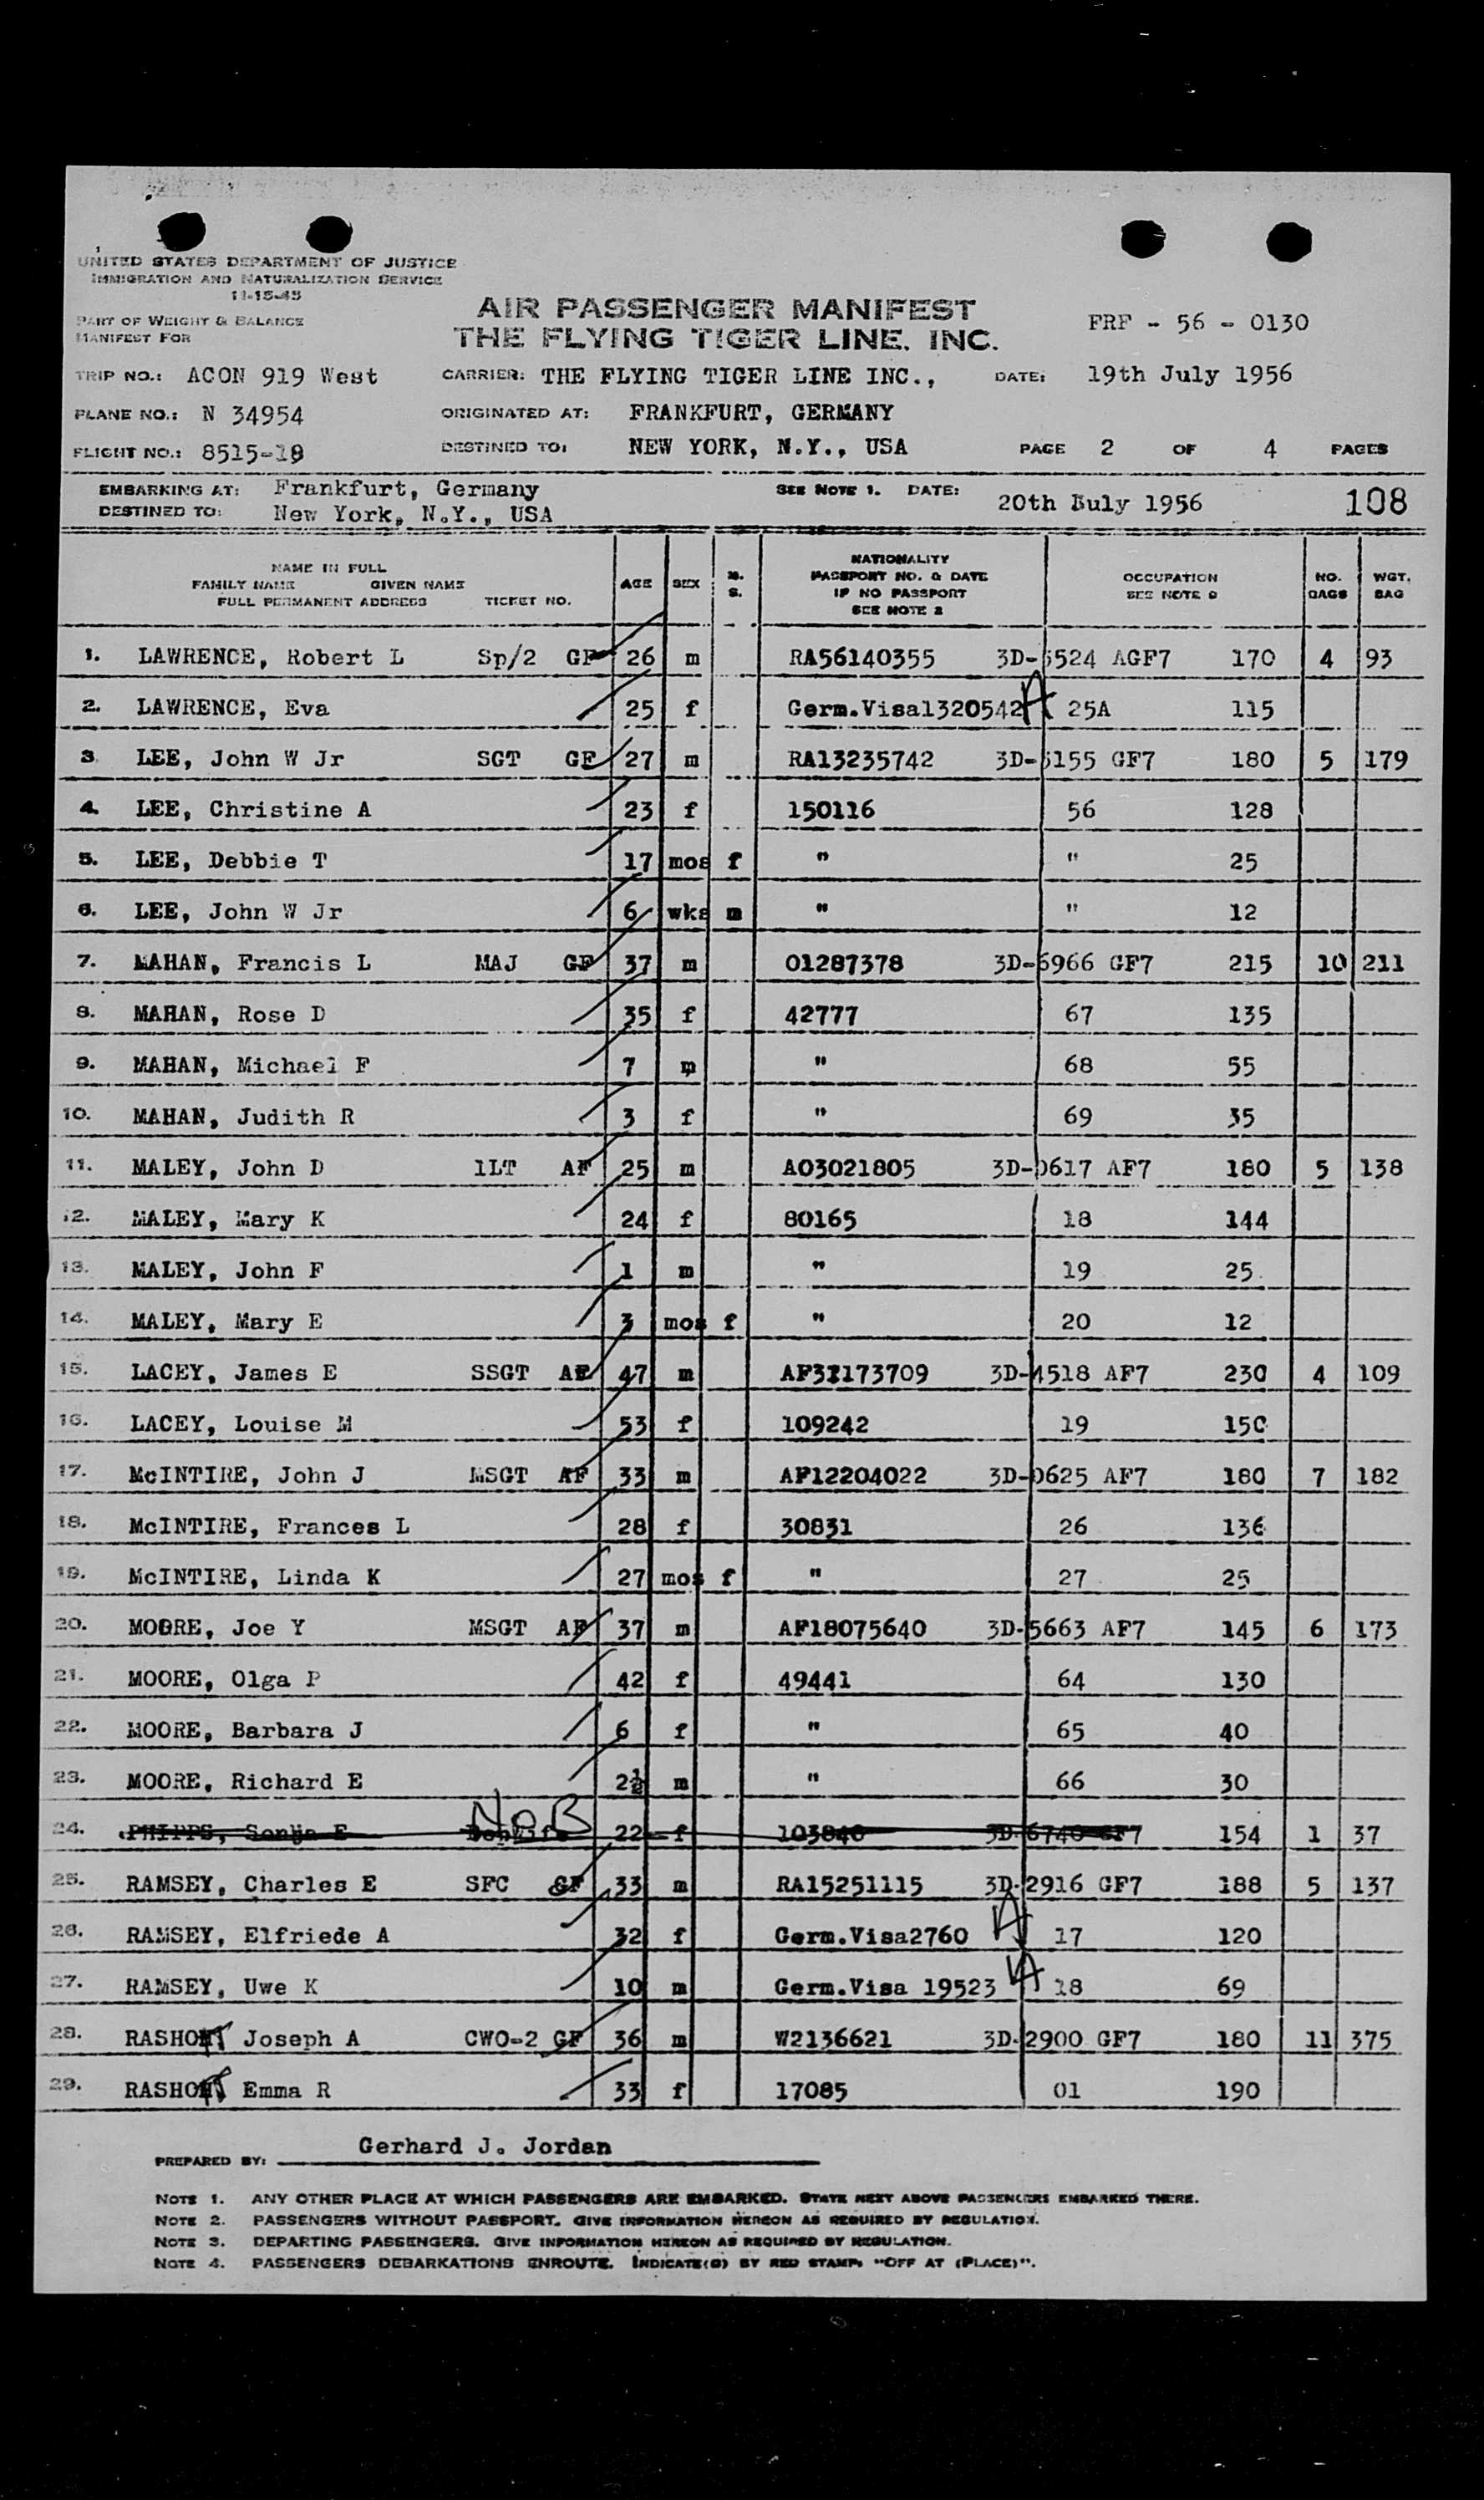 UNITED STATES DEPARTMENT OF JUSTICE
IMMIGRATION AND NATURALIZATION SERVICE
11-15-45
PART OF WEIGHT & BALANCE
MANIFEST FOR
AIR PASSENGER MANIFEST
THE FLYING TIGER LINE. INC.
FRF - 56 - 0130
TRIP NO.: ACON 919 West CARRIER: THE FLYING TIGER LINE INC., DATE: 19th July 1956
PLANE NO.: N 34954 ORIGINATED AT: FRANKFURT, GERMANY
FLIGHT NO.: 8515-19 DESTINED TO: NEW YORK, N.Y., USA PAGE 2 OF 4 PAGES
EMBARKING AT: Frankfurt, Germany SEE NOTE 1. DATE: 20th July 1956 108
DESTINED TO: New York, N.Y., USA
NAME IN FULL
FAMILY NAME GIVEN NAME
FULL PERMANENT ADDRESS TICKET NO. AGE SEX M. S. NATIONALITY PASSPORT NO. & DATE IF NO PASSPORT SEE NOTE 2 OCCUPATION SEE NOTE 3 NO. BAGS WGT. BAG
1. LAWRENCE, Robert L Sp/2 GF 26 m RA56140355 3D-5524 AGF7 170 4 93
2. LAWRENCE, Eva 25 f Germ.Visa1320542 A 25A 115
3. LEE, John W Jr SGT GF 27 m RA13235742 3D-5155 GF7 180 5 179
4. LEE, Christine A 23 f 150116 56 128
5. LEE, Debbie T 17 mos f " " 25
6. LEE, John W Jr 6 wks m " " 12
7. MAHAN, Francis L MAJ GF 37 m O1287378 3D-6966 GF7 215 10 211
8. MAHAN, Rose D 35 f 42777 67 135
9. MAHAN, Michael F 7 m " 68 55
10. MAHAN, Judith R 3 f " 69 35
11. MALEY, John D 1LT AF 25 m AO3021805 3D-0617 AF7 180 5 138
12. MALEY, Mary K 24 f 80165 18 144
13. MALEY, John F 1 m " 19 25
14. MALEY, Mary E 3 mos f " 20 12
15. LACEY, James E SSGT AF 47 m AF31173709 3D-4518 AF7 230 4 109
16. LACEY, Louise M 53 f 109242 19 150
17. McINTIRE, John J MSGT AF 33 m AF12204022 3D-0625 AF7 180 7 182
18. McINTIRE, Frances L 28 f 30831 26 136
19. McINTIRE, Linda K 27 mos f " 27 25
20. MOORE, Joe Y MSGT AF 37 m AF18075640 3D-5663 AF7 145 6 173
21. MOORE, Olga P 42 f 49441 64 130
22. MOORE, Barbara J 6 f " 65 40
23. MOORE, Richard E 2½ m " 66 30
24. PHIPPS, Sonja E NoB 22 f 103840 3D-6740 GF7 154 1 37
25. RAMSEY, Charles E SFC GF 33 m RA15251115 3D-2916 GF7 188 5 137
26. RAMSEY, Elfriede A 32 f Germ.Visa2760 A 17 120
27. RAMSEY, Uwe K 10 m Germ.Visa 19523 A 18 69
28. Joseph A CWO-2 GF 36 m W2136621 3D-2900 GF7 180 11 375
29. Emma R 33 f 17085 01 190
PREPARED BY: Gerhard J. Jordan
NOTE 1. ANY OTHER PLACE AT WHICH PASSENGERS ARE EMBARKED. STATE NEXT ABOVE PASSENGERS EMBARKED THERE.
NOTE 2. PASSENGERS WITHOUT PASSPORT. GIVE INFORMATION HEREON AS REQUIRED BY REGULATION.
NOTE 3. DEPARTING PASSENGERS. GIVE INFORMATION HEREON AS REQUIRED BY REGULATION.
NOTE 4. PASSENGERS DEBARKATIONS ENROUTE. INDICATE(S) BY RED STAMP, "OFF AT (PLACE)".